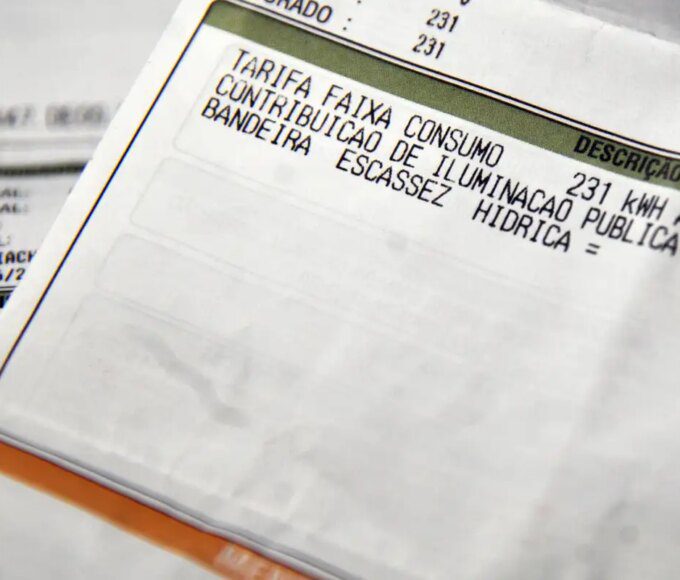 RADO : 231
231
DESCRIÇÃO
TARIFA FAIXA CONSUMO 231 kWH
CONTRIBUICAO DE ILUMINACAO PUBLICA
BANDEIRA ESCASSEZ HIDRICA =